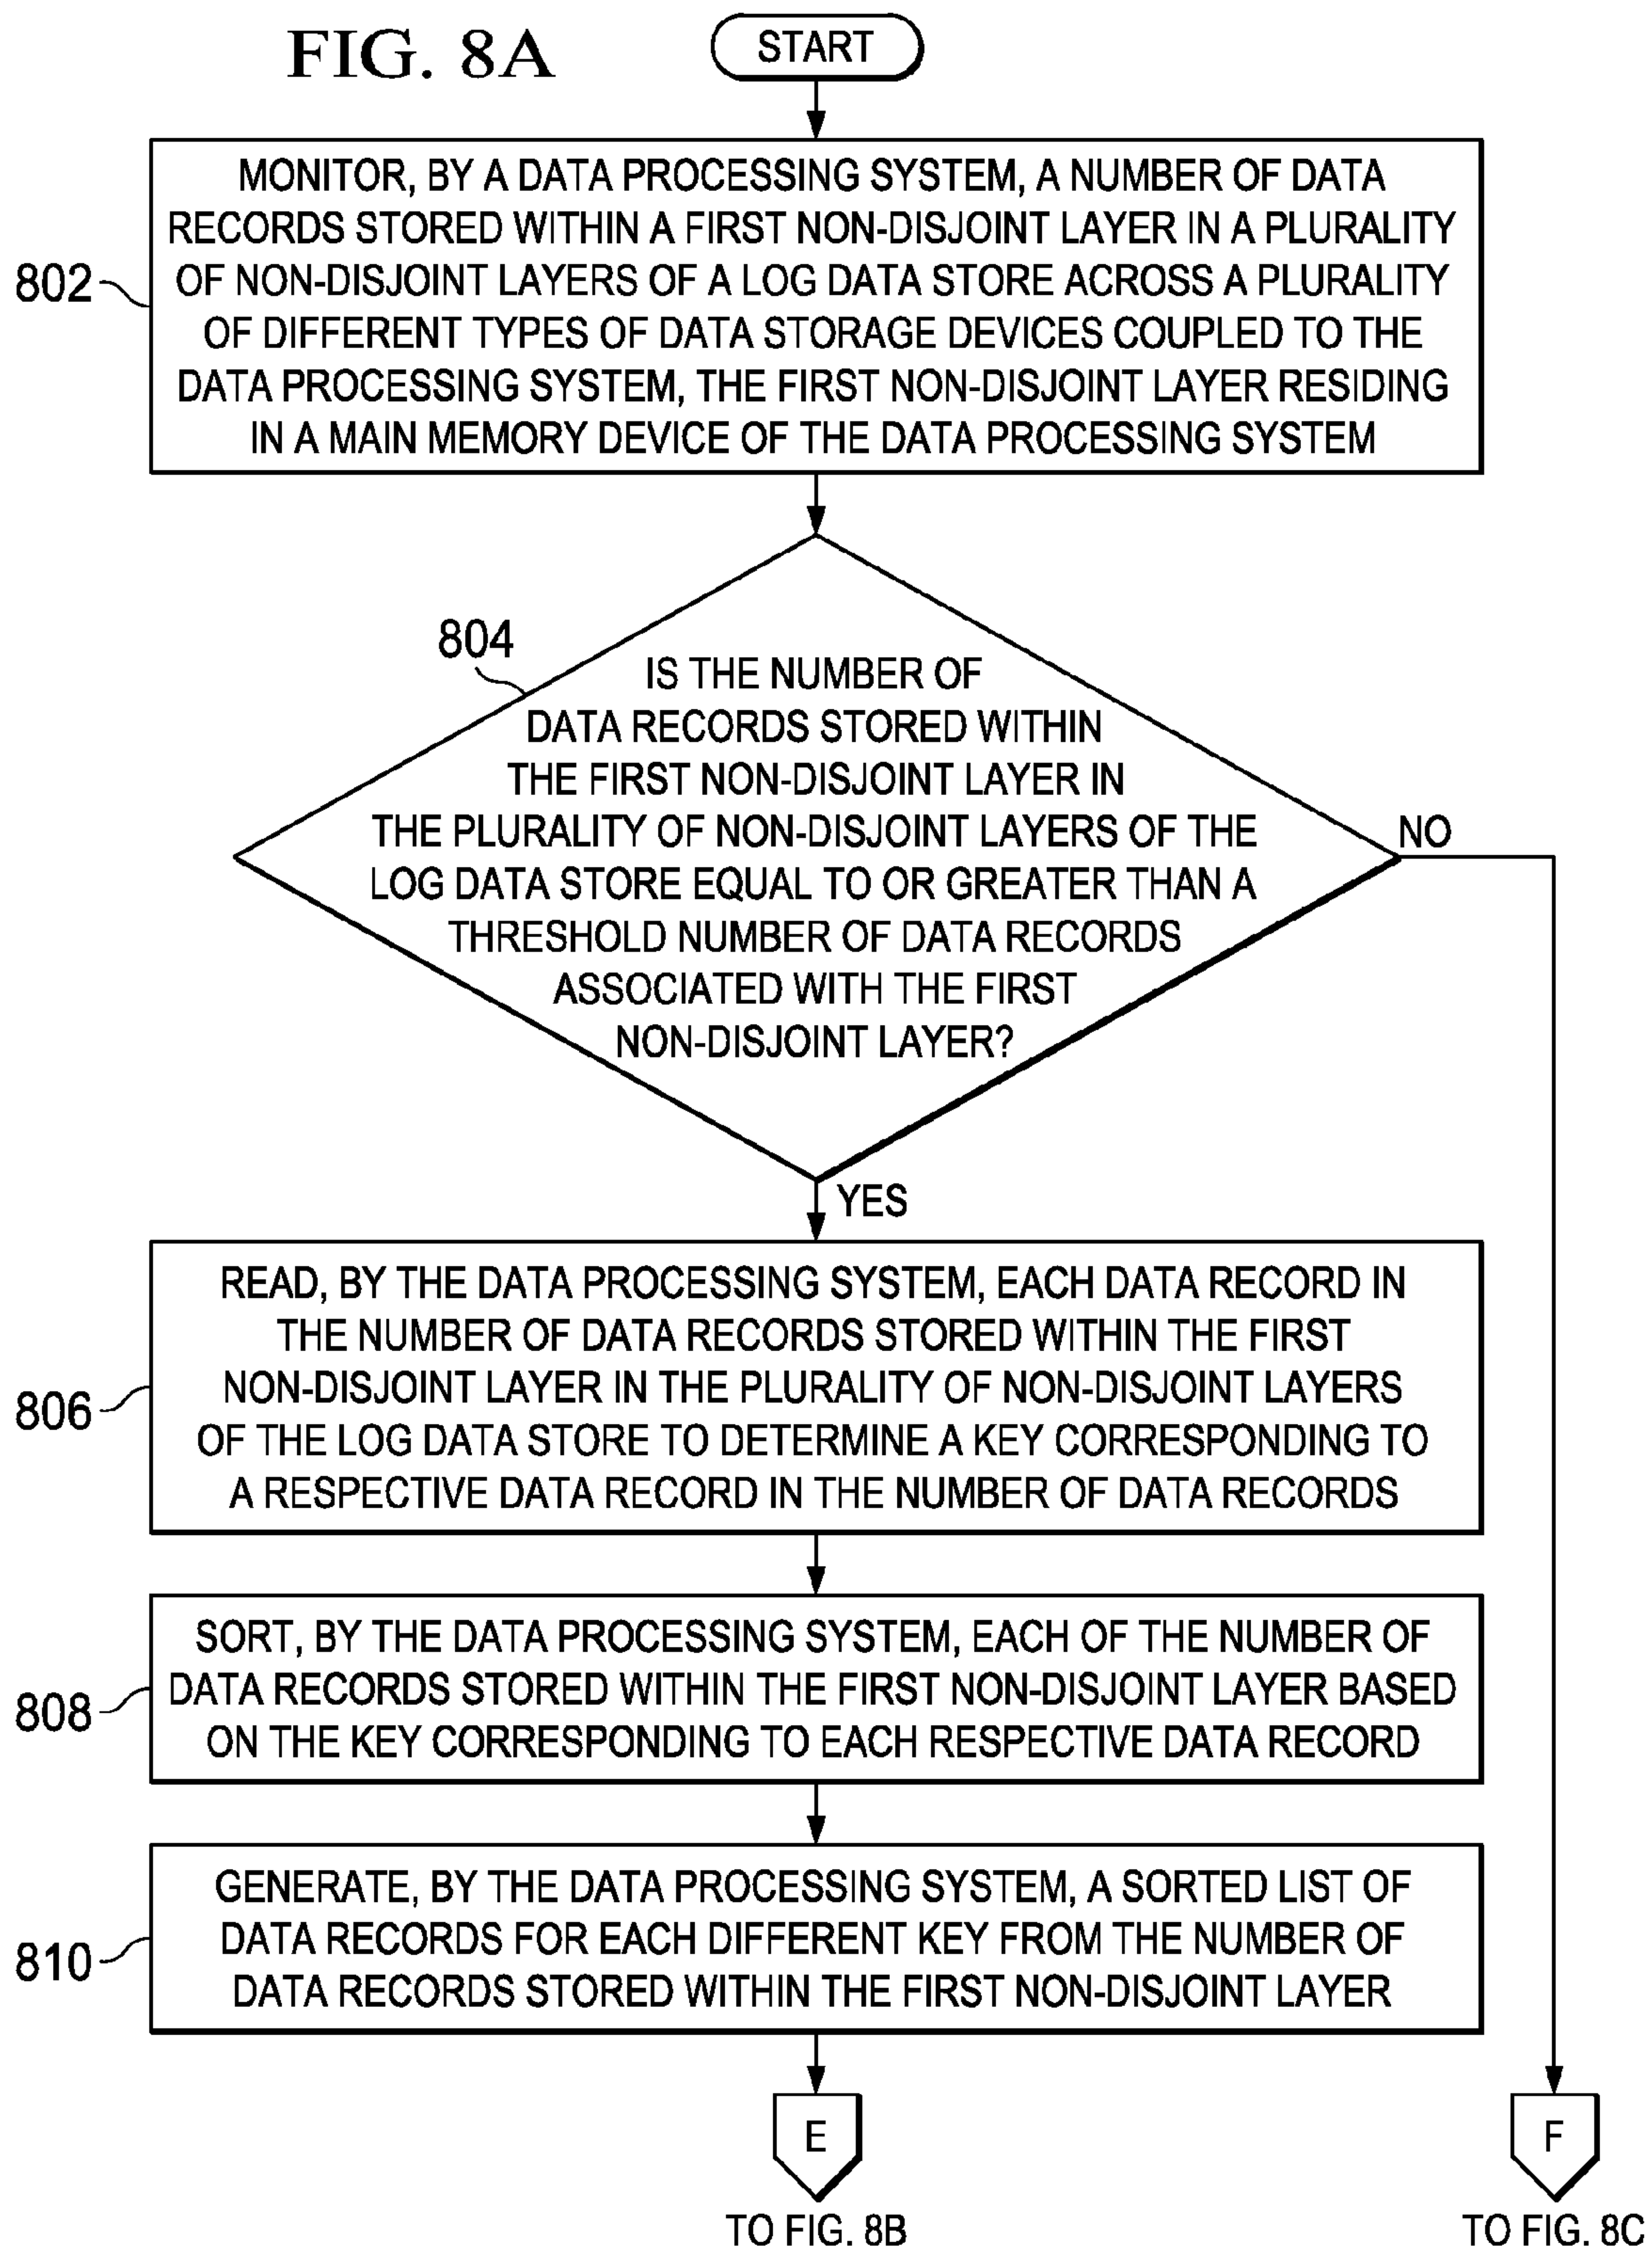 FIG. 8A
START
802
MONITOR, BY A DATA PROCESSING SYSTEM, A NUMBER OF DATA
RECORDS STORED WITHIN A FIRST NON-DISJOINT LAYER IN A PLURALITY
OF NON-DISJOINT LAYERS OF A LOG DATA STORE ACROSS A PLURALITY
OF DIFFERENT TYPES OF DATA STORAGE DEVICES COUPLED TO THE
DATA PROCESSING SYSTEM, THE FIRST NON-DISJOINT LAYER RESIDING
IN A MAIN MEMORY DEVICE OF THE DATA PROCESSING SYSTEM
804
IS THE NUMBER OF
DATA RECORDS STORED WITHIN
THE FIRST NON-DISJOINT LAYER IN
THE PLURALITY OF NON-DISJOINT LAYERS OF THE
LOG DATA STORE EQUAL TO OR GREATER THAN A
THRESHOLD NUMBER OF DATA RECORDS
ASSOCIATED WITH THE FIRST
NON-DISJOINT LAYER?
NO
YES
806
READ, BY THE DATA PROCESSING SYSTEM, EACH DATA RECORD IN
THE NUMBER OF DATA RECORDS STORED WITHIN THE FIRST
NON-DISJOINT LAYER IN THE PLURALITY OF NON-DISJOINT LAYERS
OF THE LOG DATA STORE TO DETERMINE A KEY CORRESPONDING TO
A RESPECTIVE DATA RECORD IN THE NUMBER OF DATA RECORDS
808
SORT, BY THE DATA PROCESSING SYSTEM, EACH OF THE NUMBER OF
DATA RECORDS STORED WITHIN THE FIRST NON-DISJOINT LAYER BASED
ON THE KEY CORRESPONDING TO EACH RESPECTIVE DATA RECORD
810
GENERATE, BY THE DATA PROCESSING SYSTEM, A SORTED LIST OF
DATA RECORDS FOR EACH DIFFERENT KEY FROM THE NUMBER OF
DATA RECORDS STORED WITHIN THE FIRST NON-DISJOINT LAYER
E
TO FIG. 8B
F
TO FIG. 8C